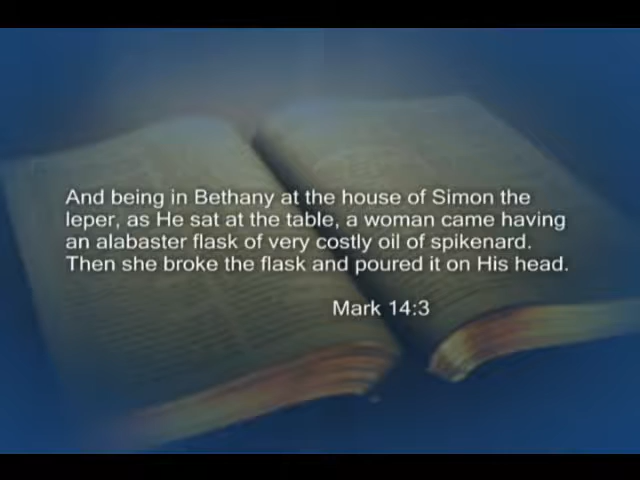 And being in Bethany at the house of Simon the
leper, as He sat at the table, a woman came having
an alabaster flask of very costly oil of spikenard.
Then she broke the flask and poured it on His head.
Mark 14:3